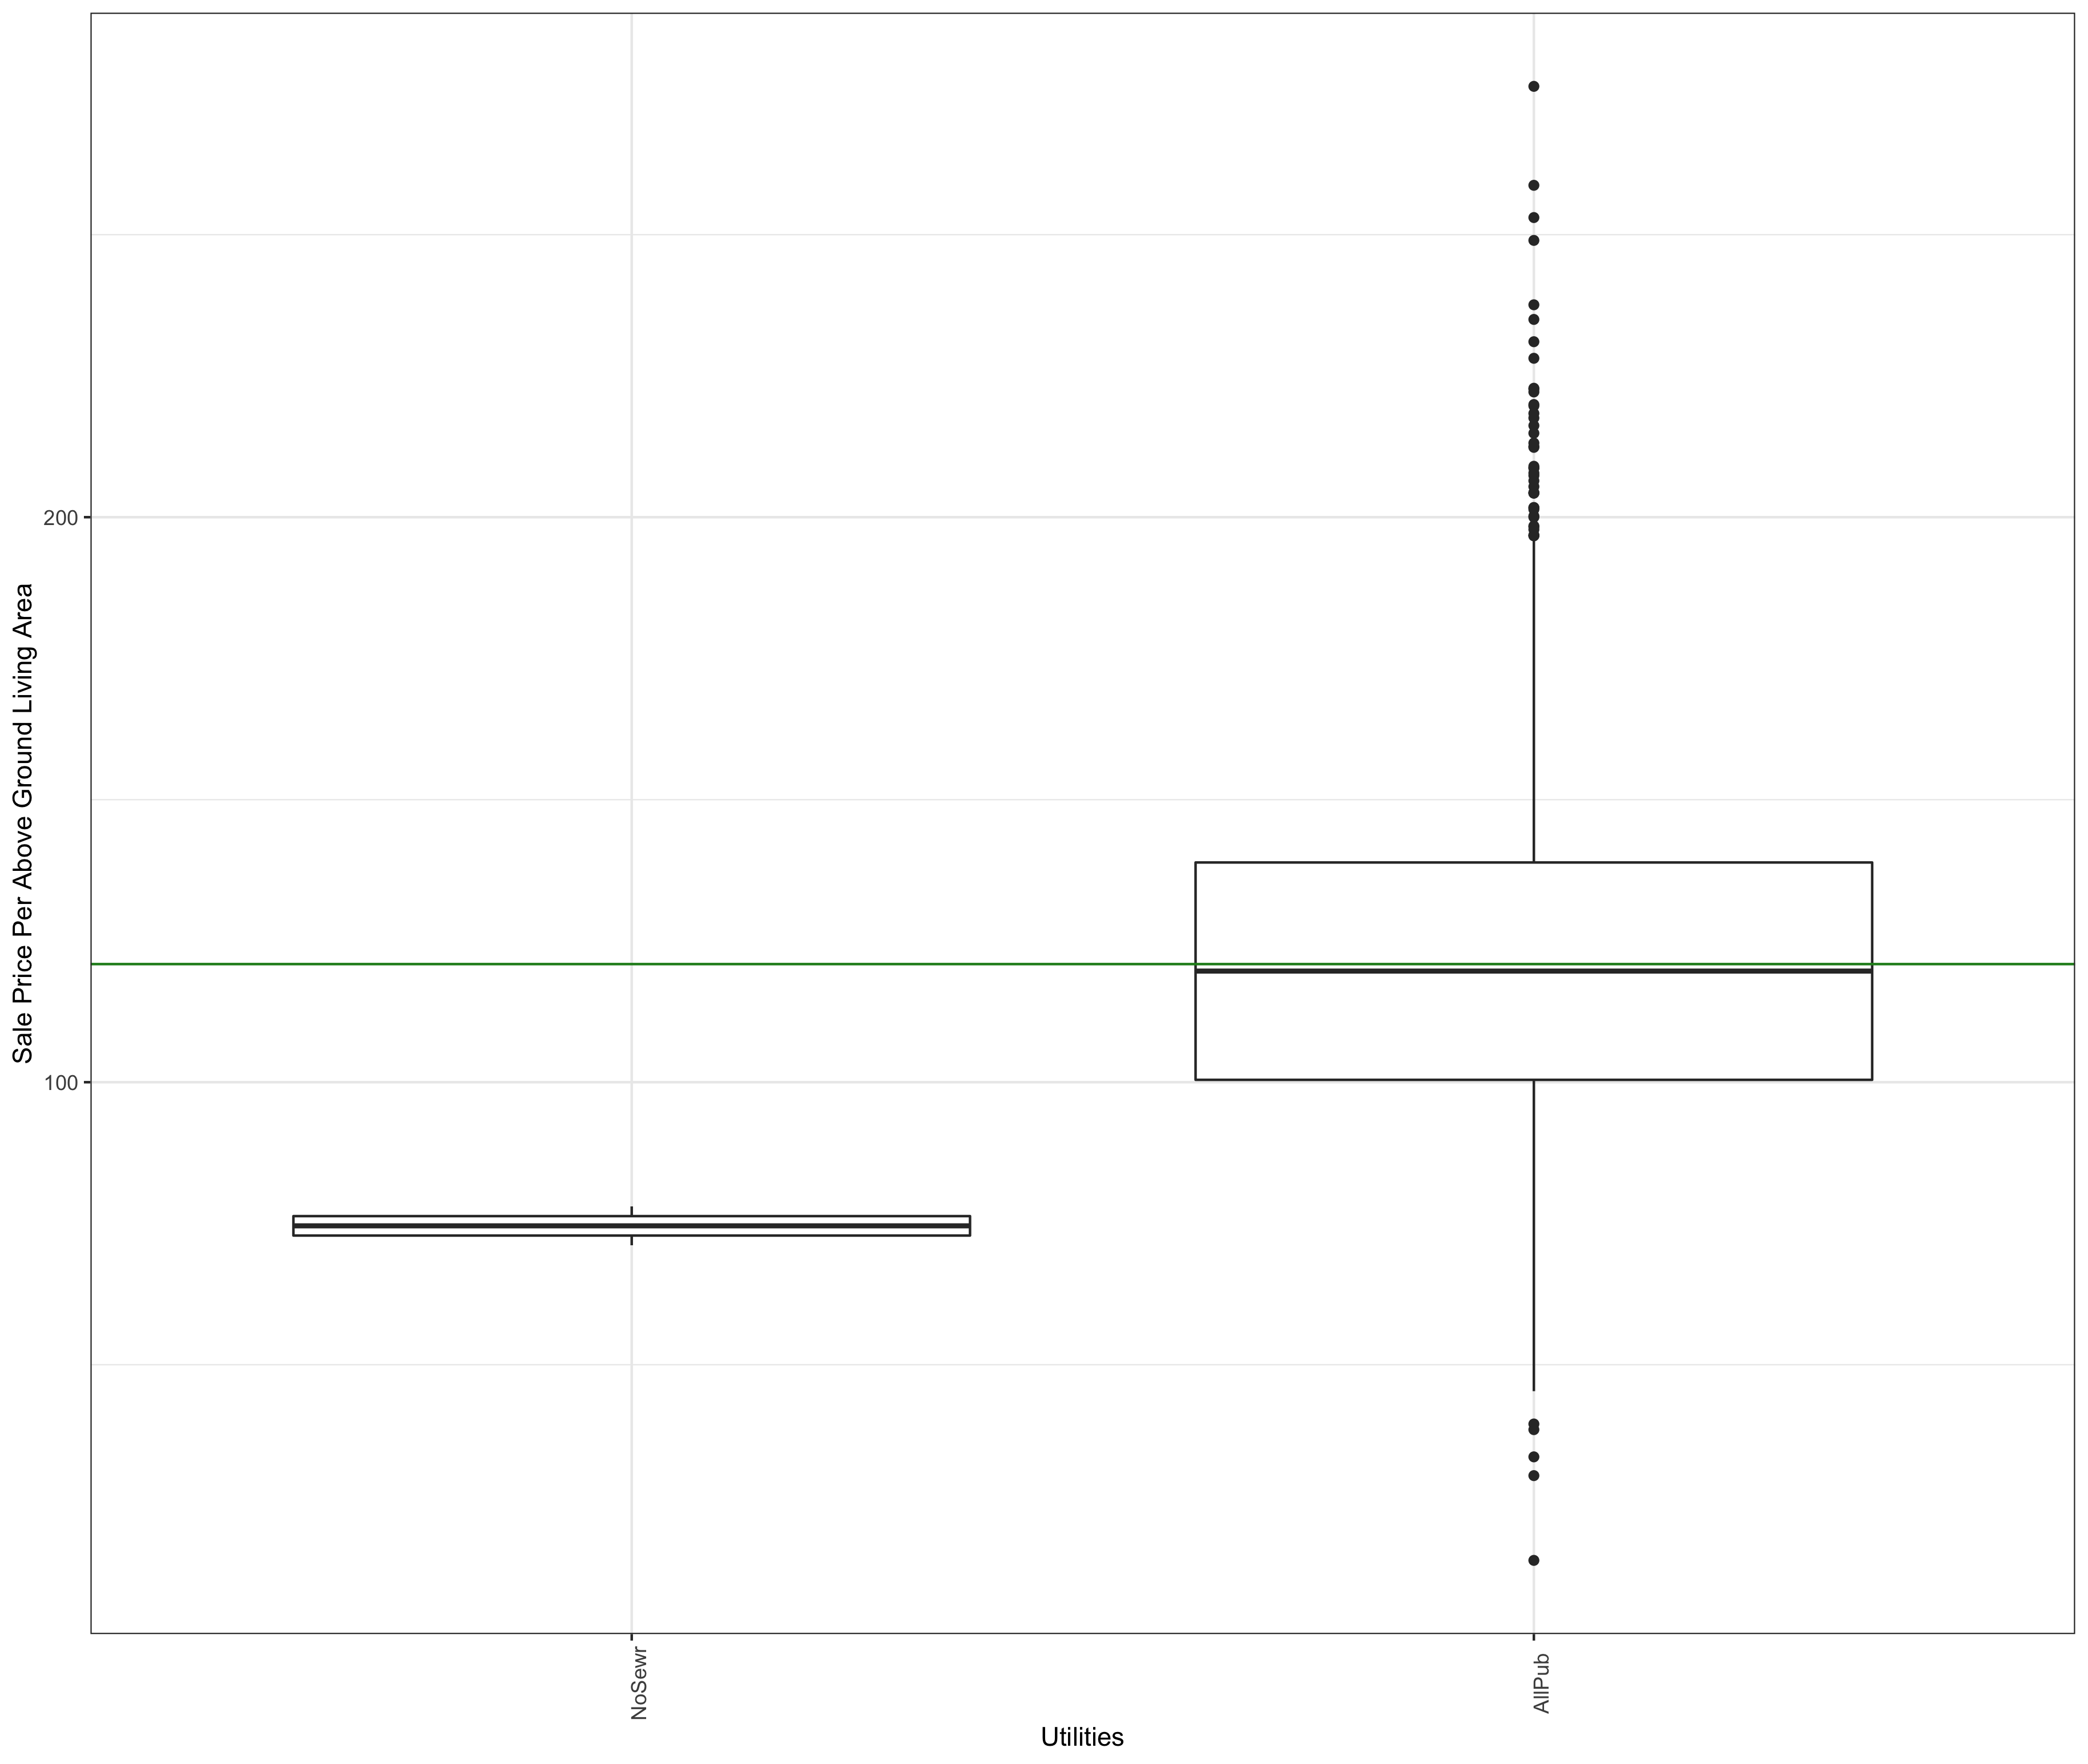 Sale Price Per Above Ground Living Area
200
100
NoSewr
AllPub
Utilities